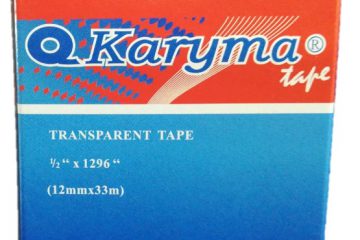 Karyma®
tape
TRANSPARENT TAPE
½“ x 1296“
(12mmx33m)